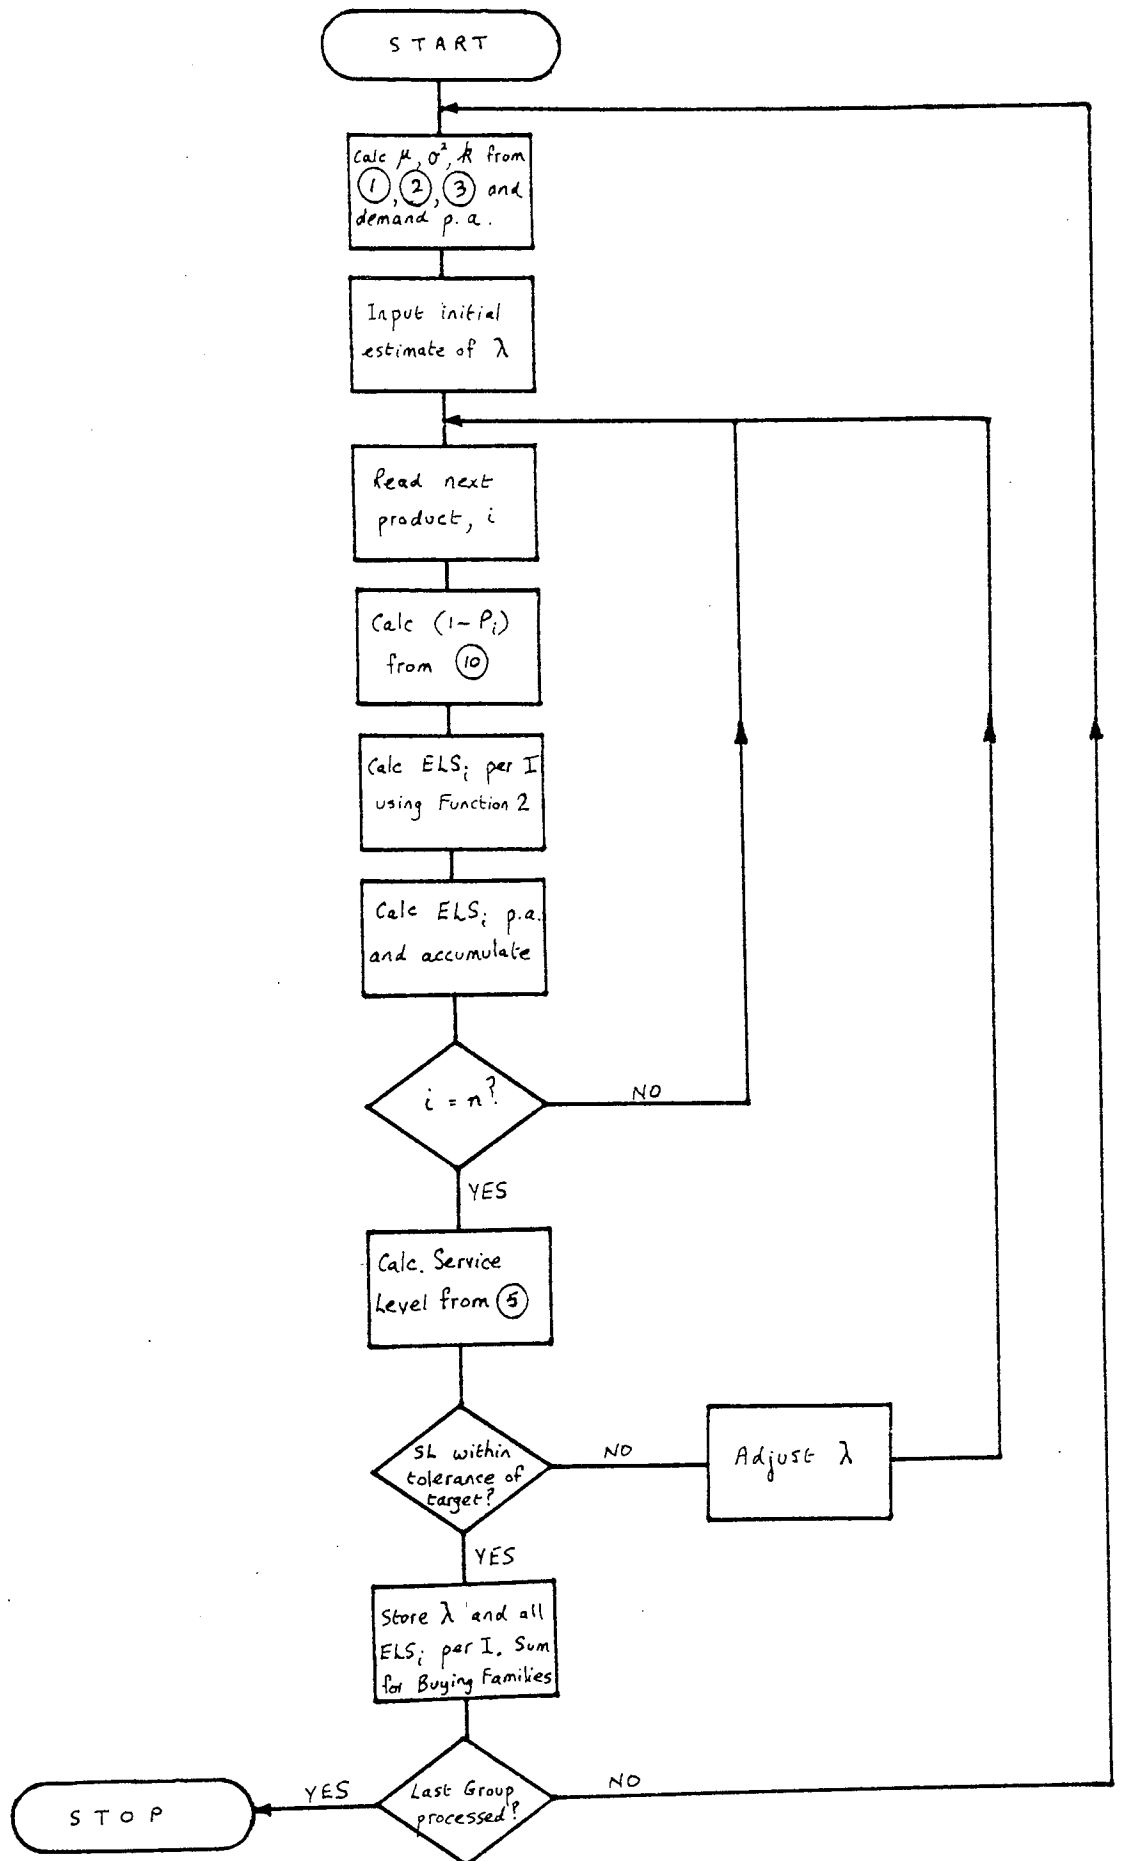 START
Calc μ, σ², k from
①, ②, ③ and
demand p.a.
Input initial
estimate of λ
Read next
product, i
Calc (1-Pᵢ)
from ⑩
Calc ELSᵢ per I
using Function 2
Calc ELSᵢ p.a.
and accumulate
i = n?
NO
YES
Calc. Service
Level from ⑤
SL within
tolerance of
target?
NO
Adjust λ
YES
Store λ and all
ELSᵢ per I. Sum
for Buying Families
Last Group
processed?
NO
YES
STOP